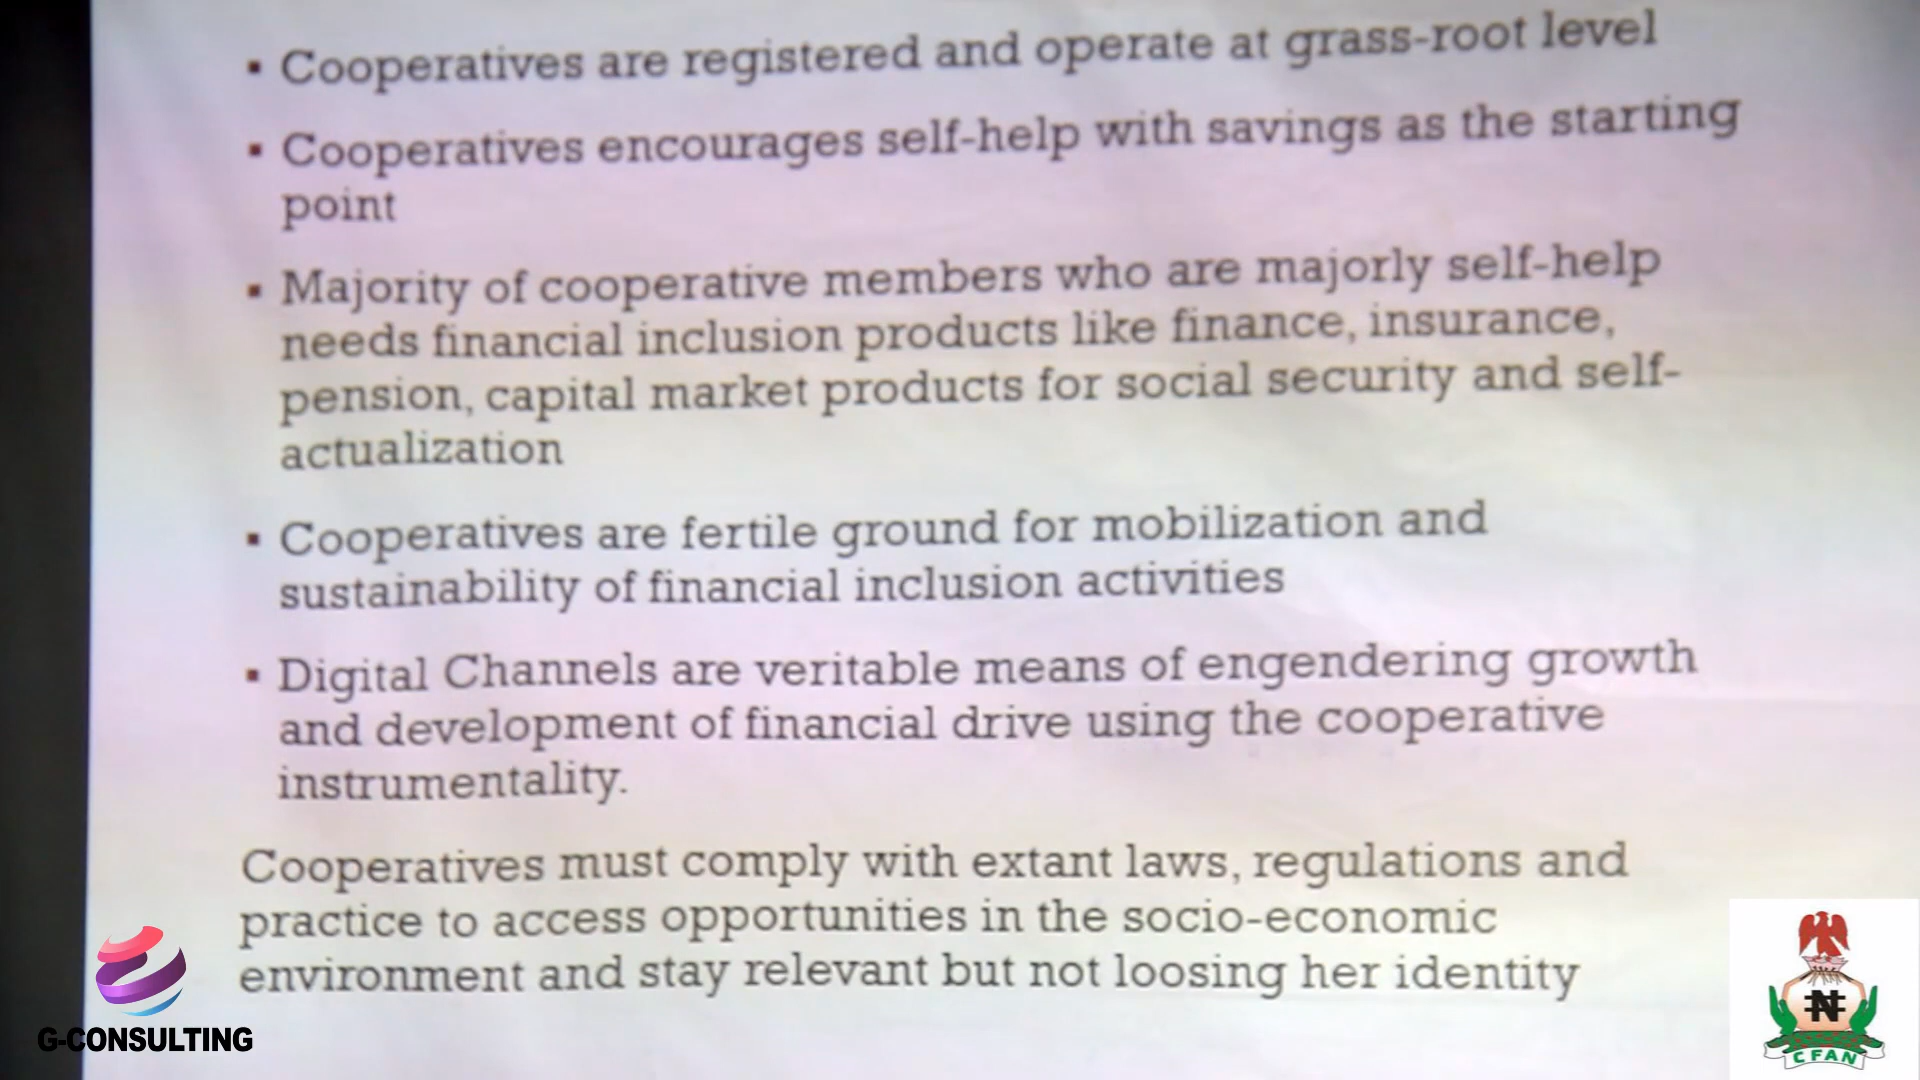 ▪ Cooperatives are registered and operate at grass-root level
▪ Cooperatives encourages self-help with savings as the starting
point
▪ Majority of cooperative members who are majorly self-help
needs financial inclusion products like finance, insurance,
pension, capital market products for social security and self-
actualization
▪ Cooperatives are fertile ground for mobilization and
sustainability of financial inclusion activities
▪ Digital Channels are veritable means of engendering growth
and development of financial drive using the cooperative
instrumentality.
Cooperatives must comply with extant laws, regulations and
practice to access opportunities in the socio-economic
environment and stay relevant but not loosing her identity
G-CONSULTING
₦
CFAN